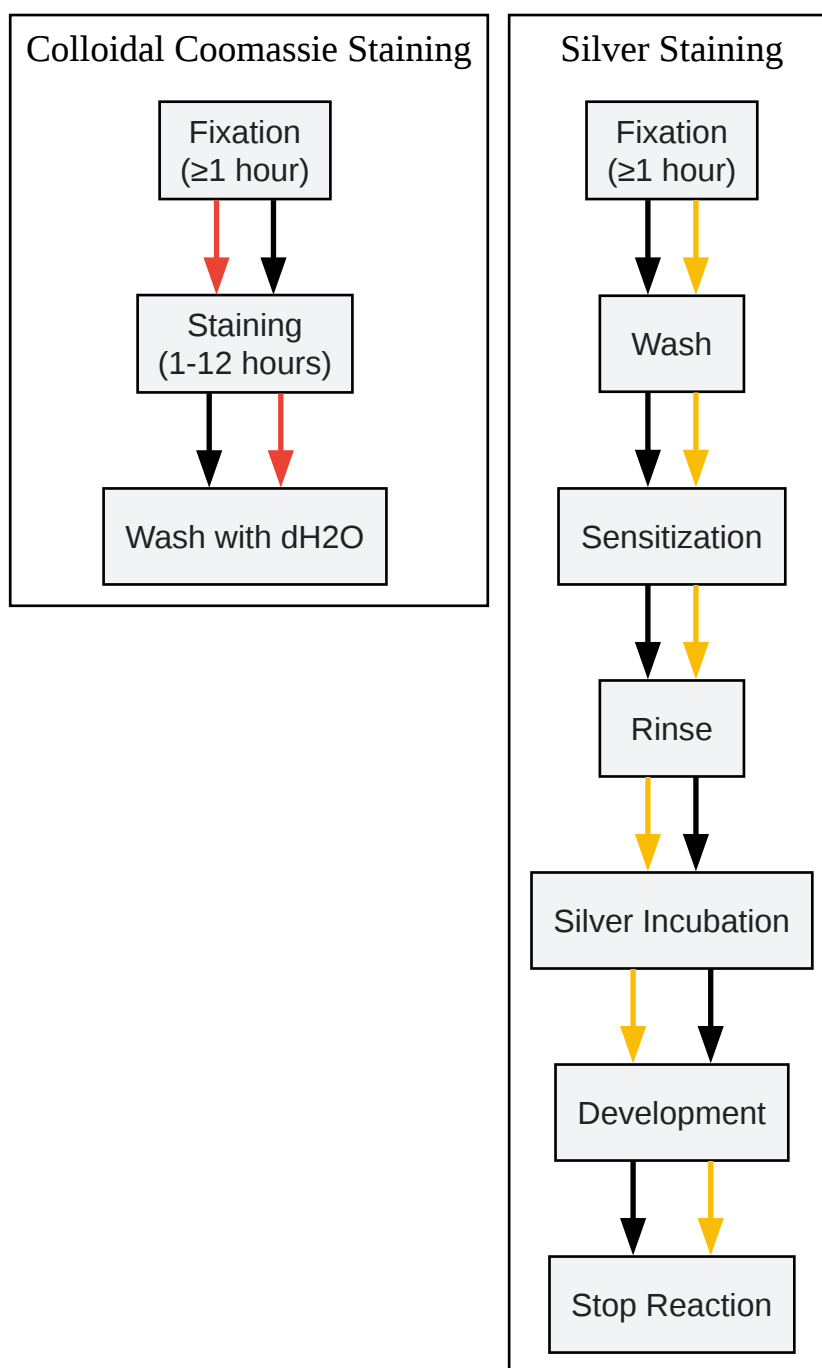 Colloidal Coomassie Staining
Fixation
(≥1 hour)
Staining
(1-12 hours)
Wash with dH2O
Silver Staining
Fixation
(≥1 hour)
Wash
Sensitization
Rinse
Silver Incubation
Development
Stop Reaction